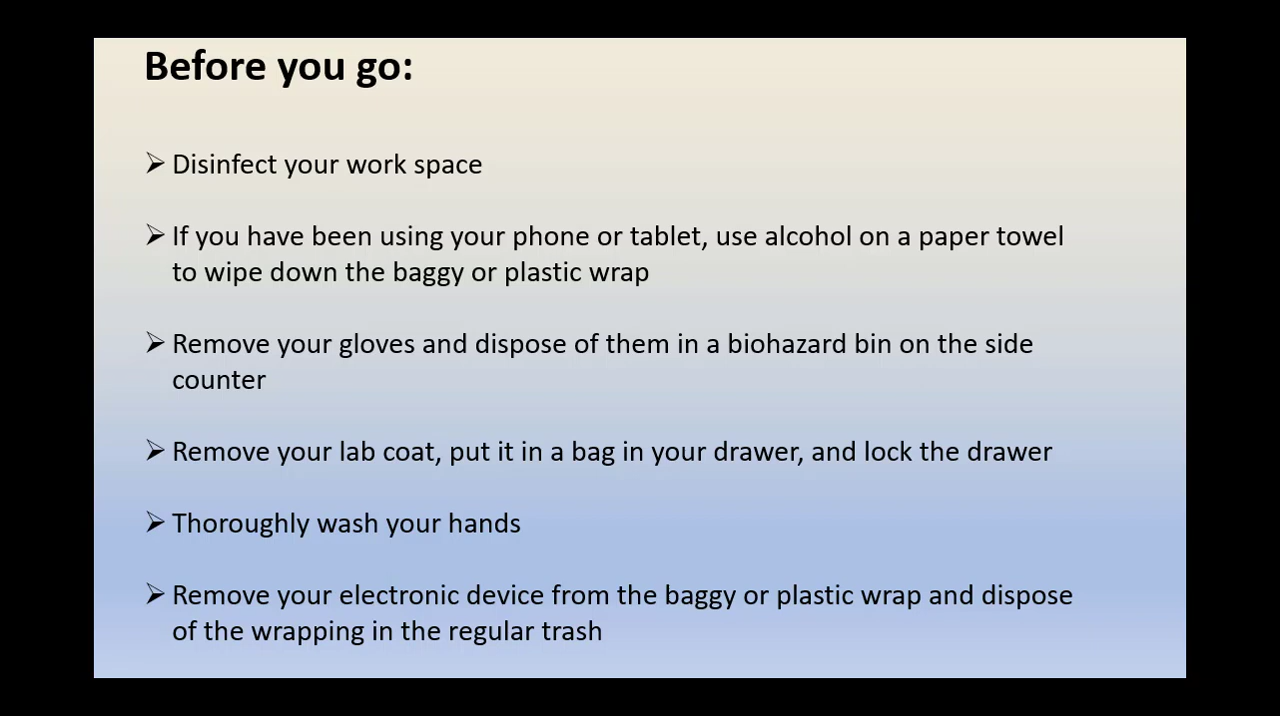 Before you go:
➢ Disinfect your work space
➢ If you have been using your phone or tablet, use alcohol on a paper towel
to wipe down the baggy or plastic wrap
➢ Remove your gloves and dispose of them in a biohazard bin on the side
counter
➢ Remove your lab coat, put it in a bag in your drawer, and lock the drawer
➢ Thoroughly wash your hands
➢ Remove your electronic device from the baggy or plastic wrap and dispose
of the wrapping in the regular trash